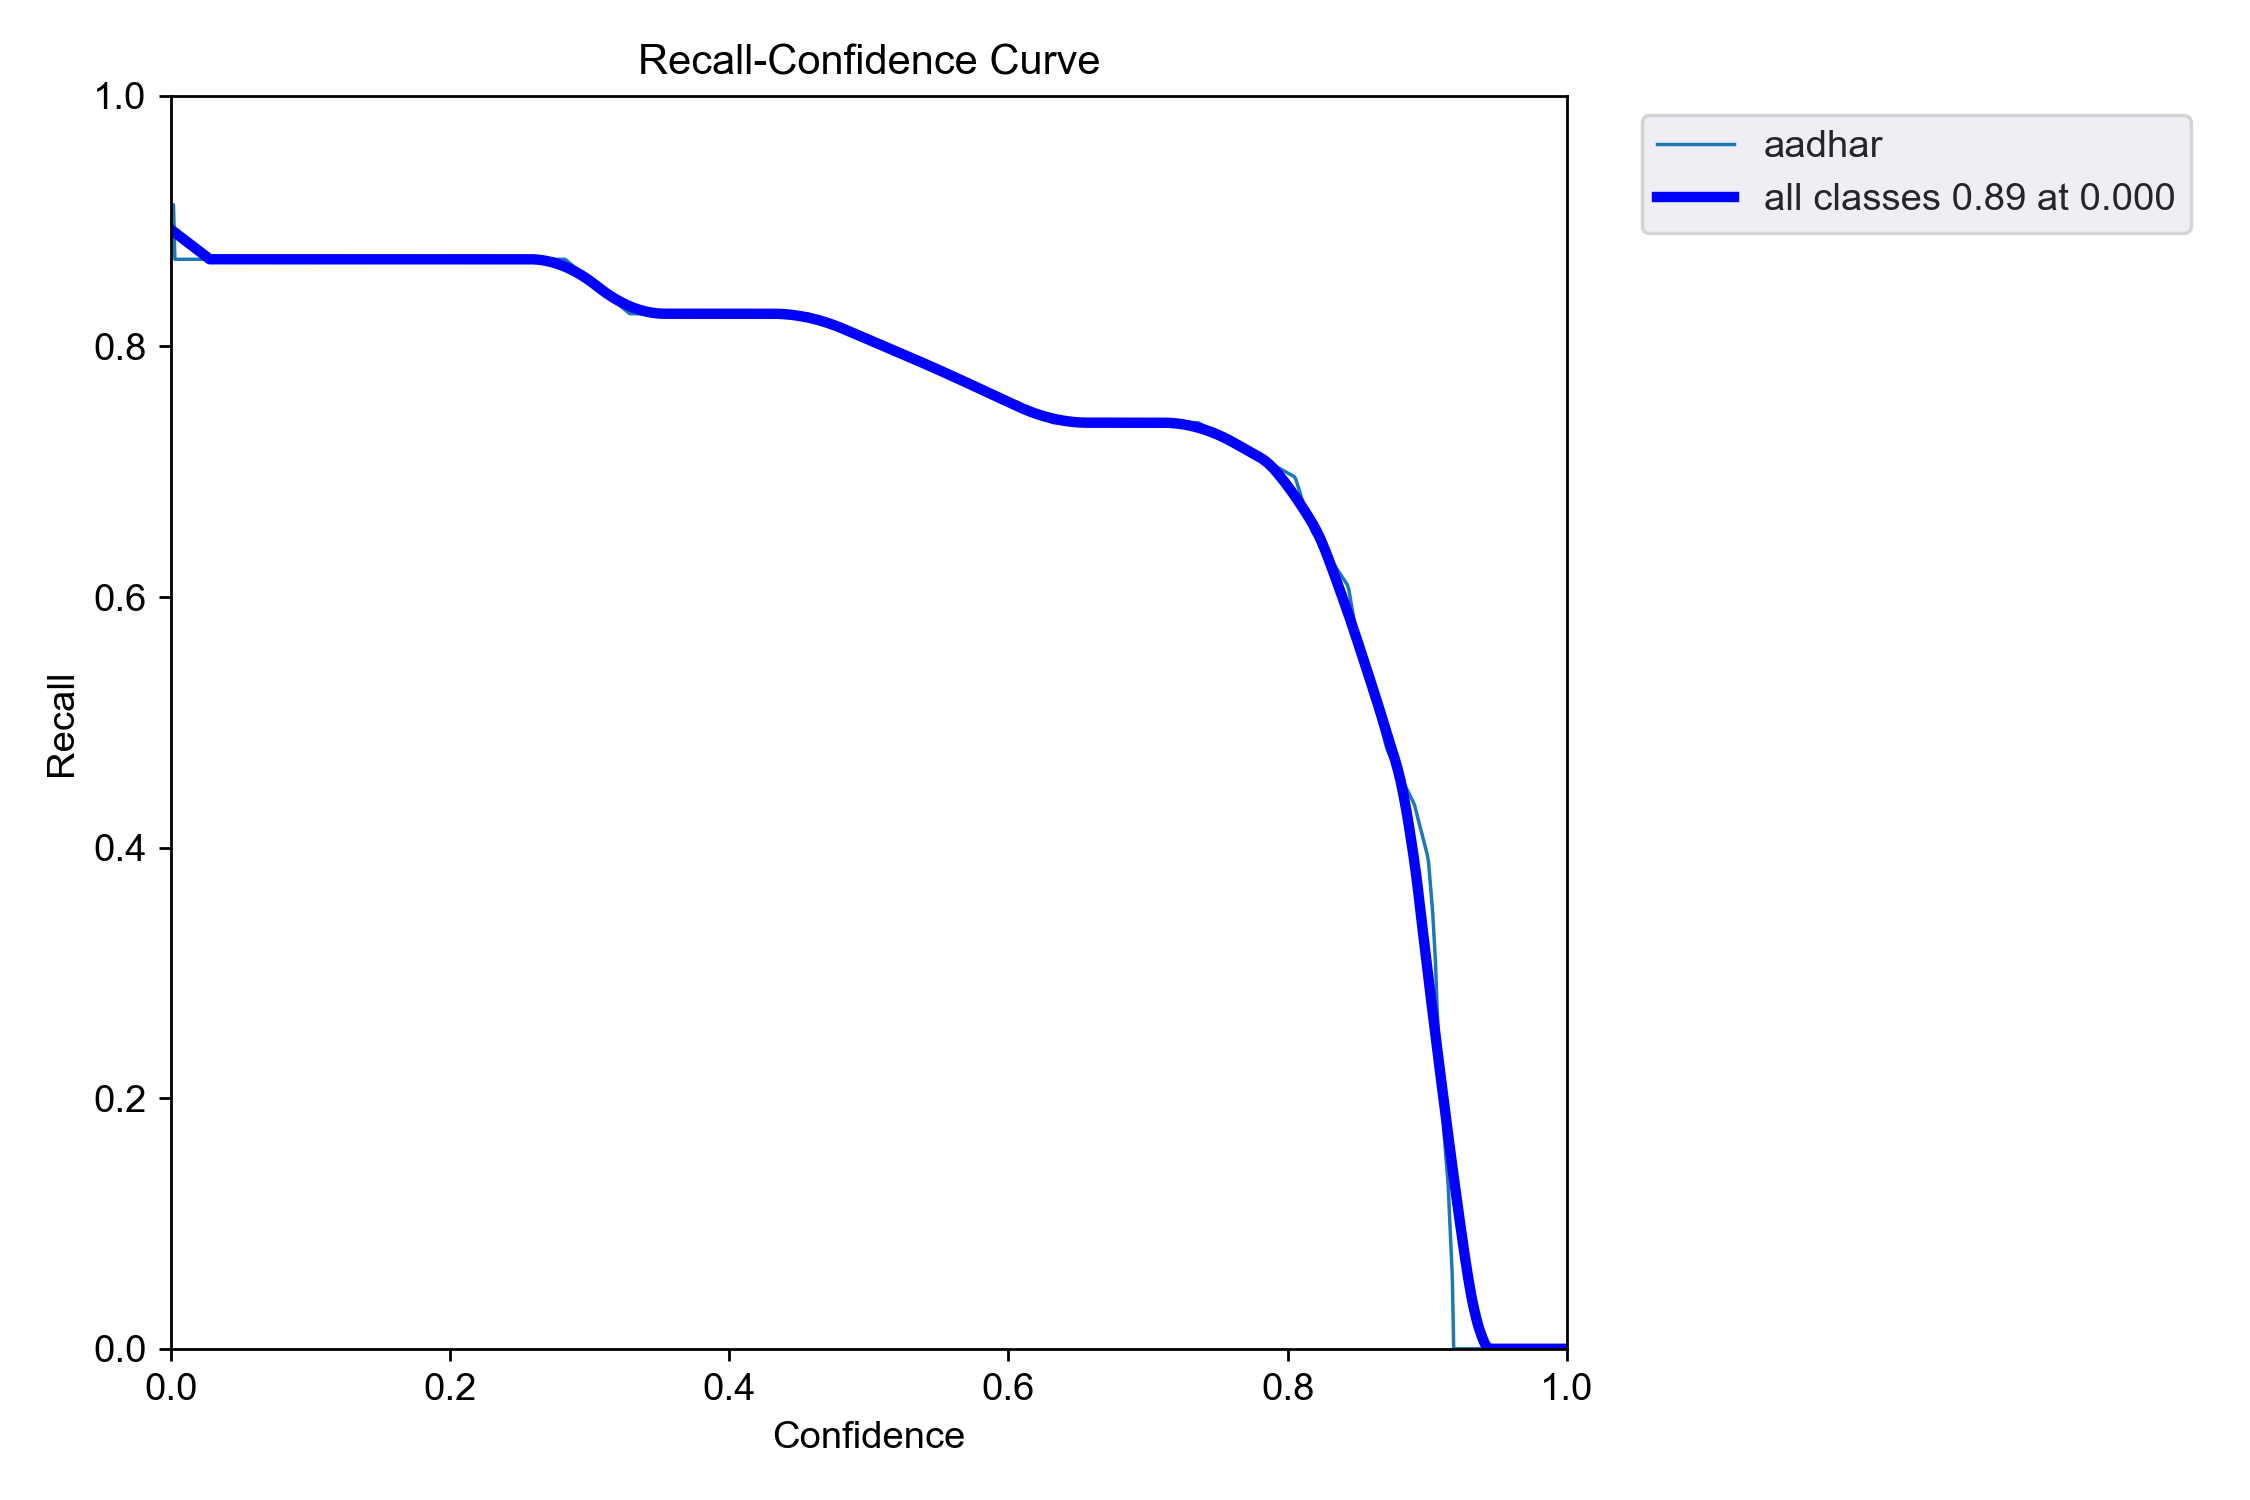 Recall-Confidence Curve
1.0
0.8
0.6
0.4
0.2
0.0
Recall
0.0 0.2 0.4 0.6 0.8 1.0
Confidence
aadhar
all classes 0.89 at 0.000